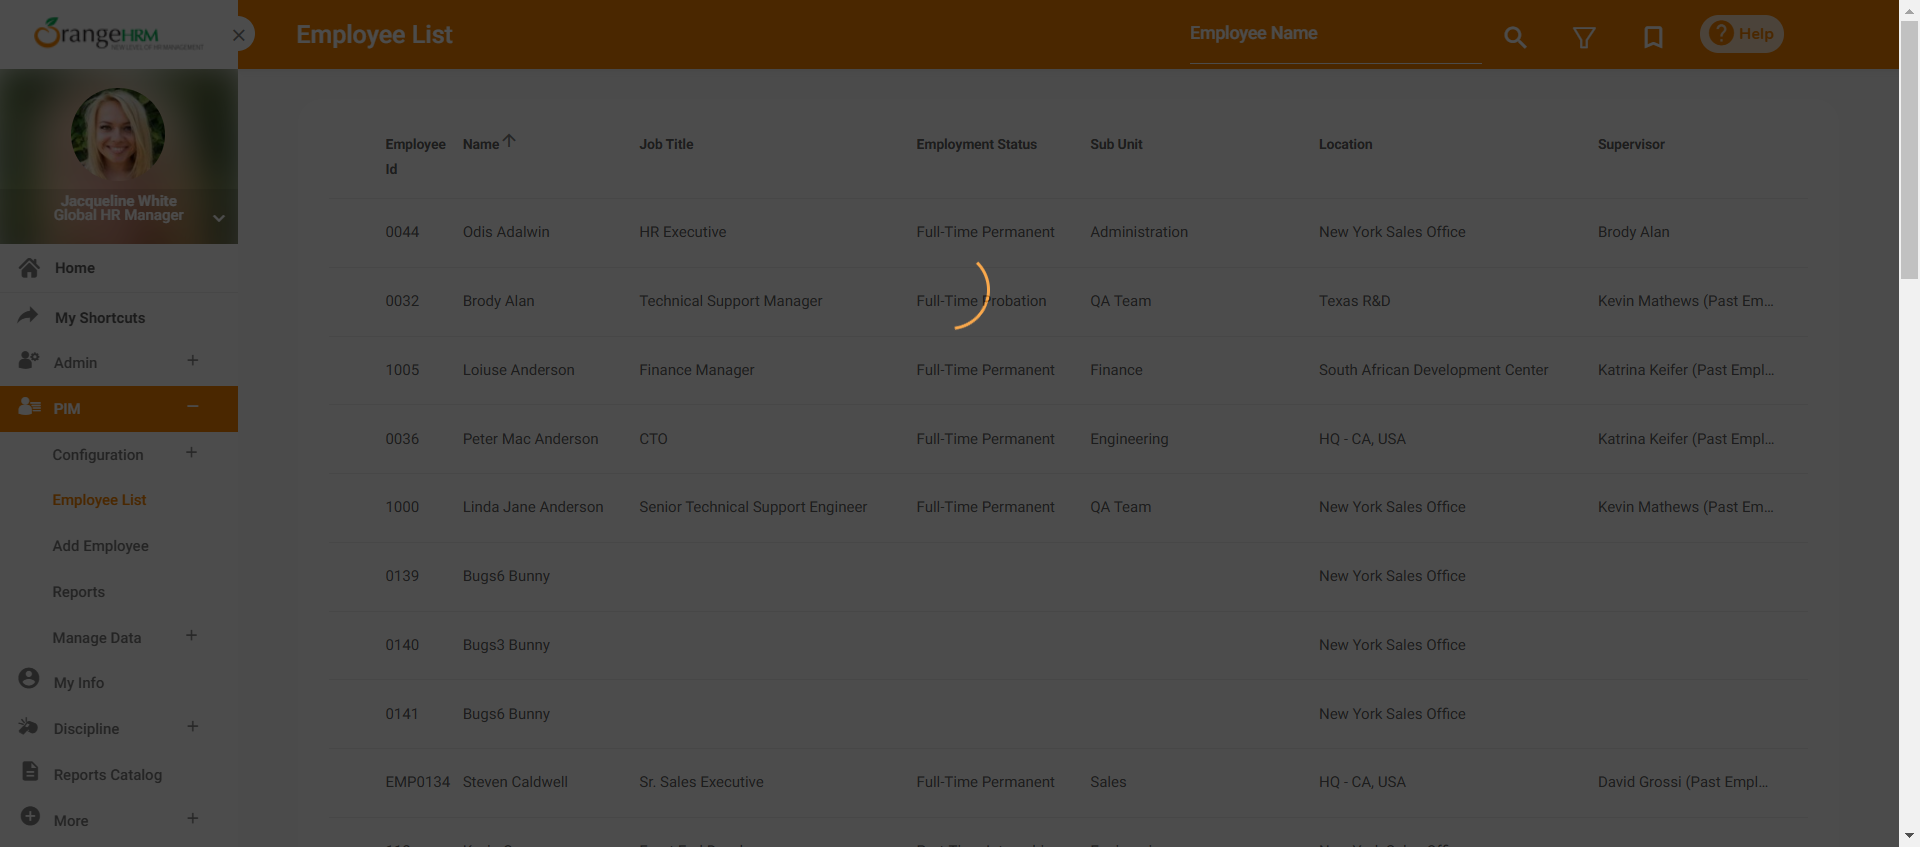 OrangeHRM
NEW LEVEL OF HR MANAGEMENT
Employee List
Employee Name
Help
Jacqueline White
Global HR Manager
Home
My Shortcuts
Admin
PIM
Configuration
Employee List
Add Employee
Reports
Manage Data
My Info
Discipline
Reports Catalog
More
Employee Id Name Job Title Employment Status Sub Unit Location Supervisor
0044 Odis Adalwin HR Executive Full-Time Permanent Administration New York Sales Office Brody Alan
0032 Brody Alan Technical Support Manager Full-Time Probation QA Team Texas R&D Kevin Mathews (Past Em...
1005 Loiuse Anderson Finance Manager Full-Time Permanent Finance South African Development Center Katrina Keifer (Past Empl...
0036 Peter Mac Anderson CTO Full-Time Permanent Engineering HQ - CA, USA Katrina Keifer (Past Empl...
1000 Linda Jane Anderson Senior Technical Support Engineer Full-Time Permanent QA Team New York Sales Office Kevin Mathews (Past Em...
0139 Bugs6 Bunny New York Sales Office
0140 Bugs3 Bunny New York Sales Office
0141 Bugs6 Bunny New York Sales Office
EMP0134 Steven Caldwell Sr. Sales Executive Full-Time Permanent Sales HQ - CA, USA David Grossi (Past Empl...